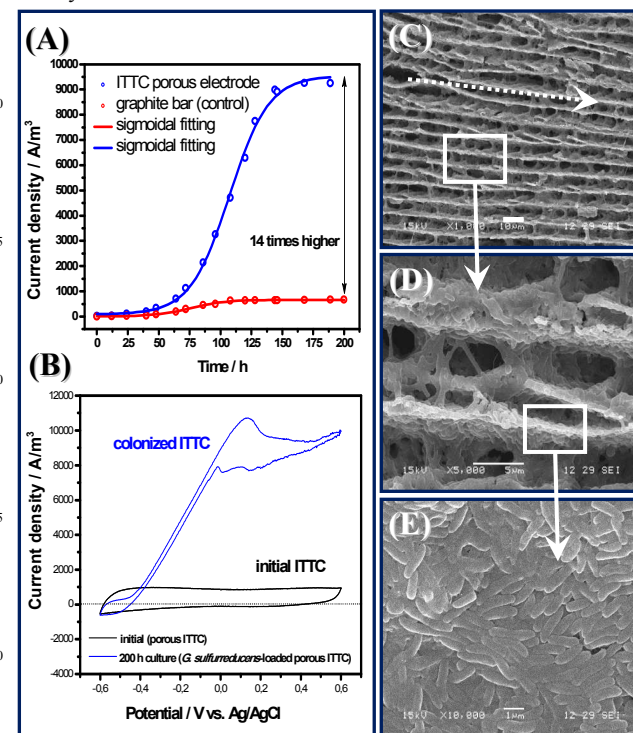 (A)
ITTC porous electrode
graphite bar (control)
sigmoidal fitting
sigmoidal fitting
14 times higher
Current density / A/m³
10000
9000
8000
7000
6000
5000
4000
3000
2000
1000
0
0 25 50 75 100 125 150 175 200
Time / h
(B)
colonized ITTC
initial ITTC
initial (porous ITTC)
200 h culture (G. sulfurreducens-loaded porous ITTC)
Current density / A/m³
12000
10000
8000
6000
4000
2000
0
-2000
-4000
-0,6 -0,4 -0,2 0,0 0,2 0,4 0,6
Potential / V vs. Ag/AgCl
(C)
15kV X1,000 10μm 12 29 SEI
(D)
15kV X5,000 5μm 12 29 SEI
(E)
15kV X10,000 1μm 12 29 SEI
0
5
0
5
0